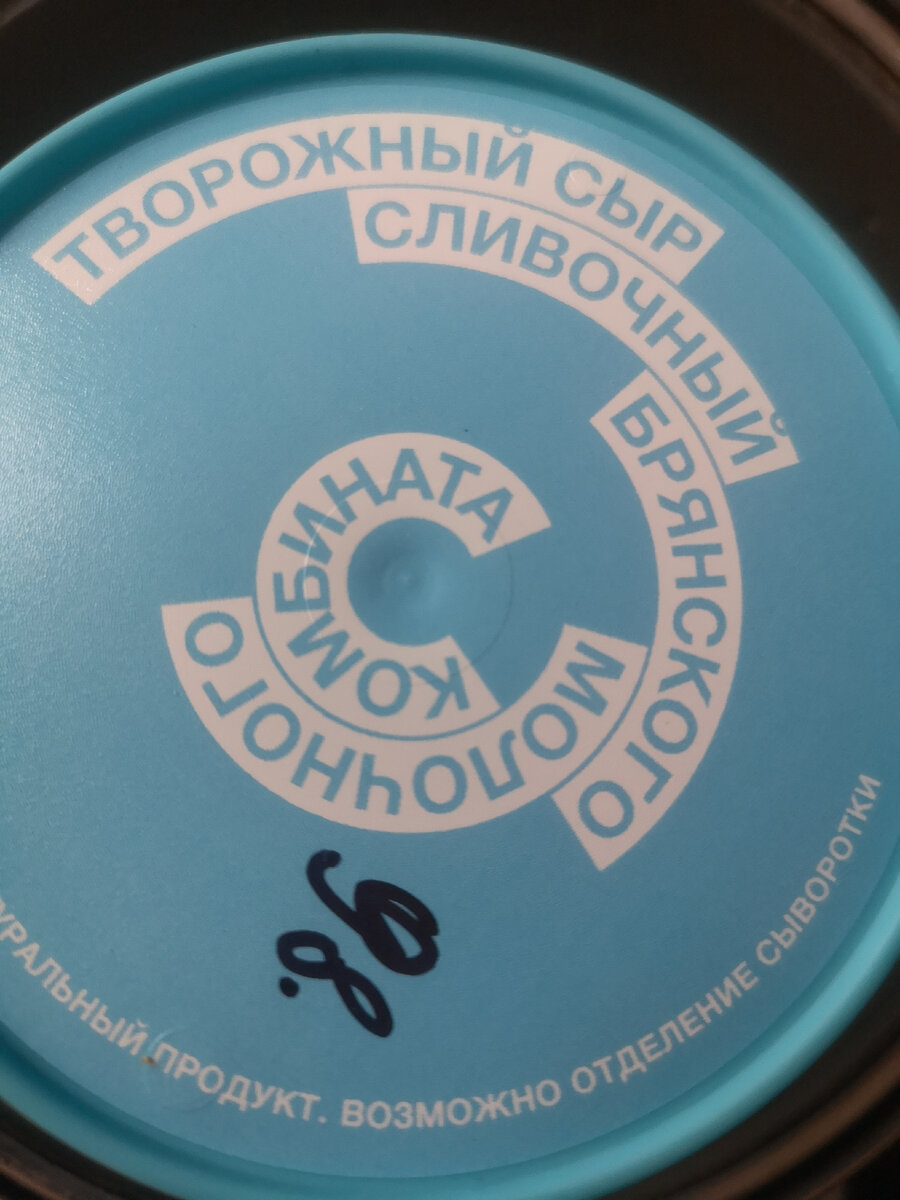 ТВОРОЖНЫЙ СЫР
СЛИВОЧНЫЙ
БРЯНСКОГО
МОЛОЧНОГО
КОМБИНАТА
ПРОДУКТ. ВОЗМОЖНО ОТДЕЛЕНИЕ СЫВОРОТКИ